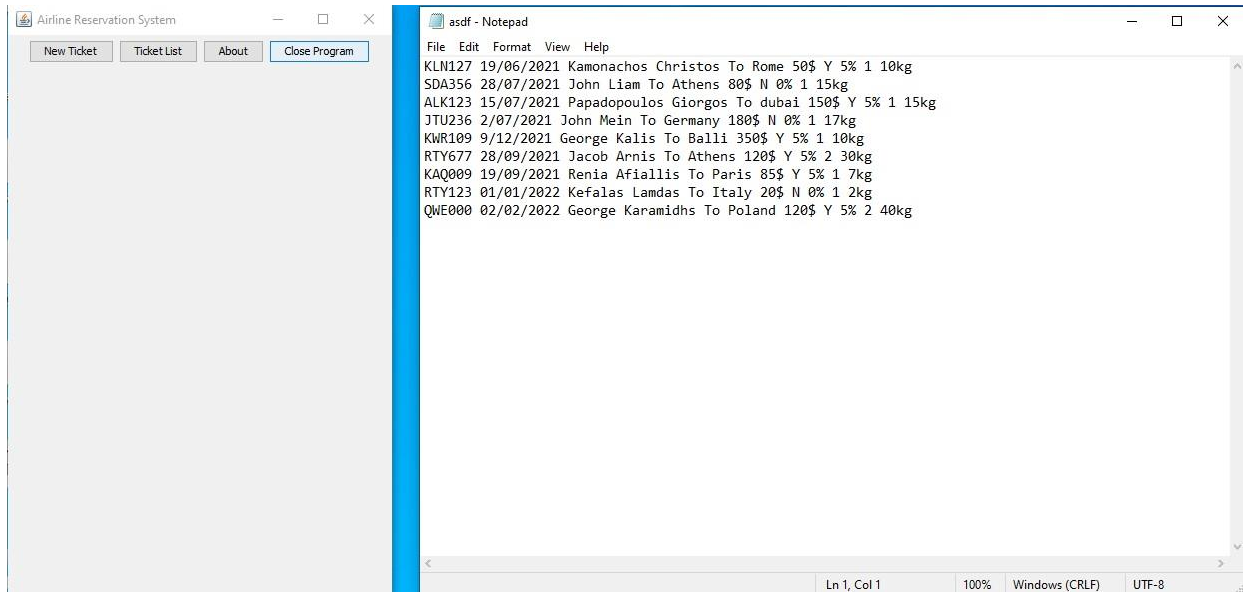 Airline Reservation System
New Ticket Ticket List About Close Program
asdf - Notepad
File Edit Format View Help
KLN127 19/06/2021 Kamonachos Christos To Rome 50$ Y 5% 1 10kg
SDA356 28/07/2021 John Liam To Athens 80$ N 0% 1 15kg
ALK123 15/07/2021 Papadopoulos Giorgos To dubai 150$ Y 5% 1 15kg
JTU236 2/07/2021 John Mein To Germany 180$ N 0% 1 17kg
KWR109 9/12/2021 George Kalis To Balli 350$ Y 5% 1 10kg
RTY677 28/09/2021 Jacob Arnis To Athens 120$ Y 5% 2 30kg
KAQ009 19/09/2021 Renia Afiallis To Paris 85$ Y 5% 1 7kg
RTY123 01/01/2022 Kefalas Lamdas To Italy 20$ N 0% 1 2kg
QWE000 02/02/2022 George Karamidhs To Poland 120$ Y 5% 2 40kg
Ln 1, Col 1 100% Windows (CRLF) UTF-8